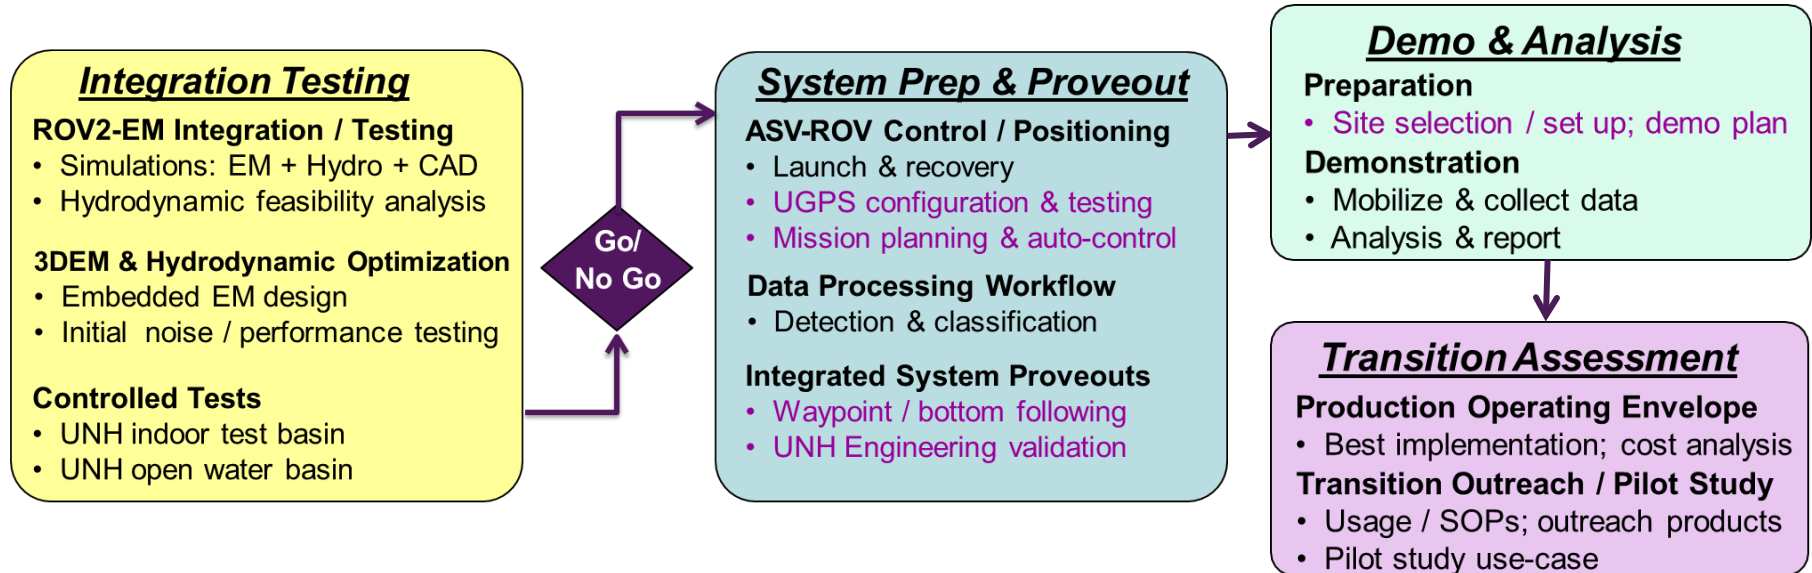 Integration Testing
ROV2-EM Integration / Testing
• Simulations: EM + Hydro + CAD
• Hydrodynamic feasibility analysis
3DEM & Hydrodynamic Optimization
• Embedded EM design
• Initial noise / performance testing
Controlled Tests
• UNH indoor test basin
• UNH open water basin
Go/
No Go
System Prep & Proveout
ASV-ROV Control / Positioning
• Launch & recovery
• UGPS configuration & testing
• Mission planning & auto-control
Data Processing Workflow
• Detection & classification
Integrated System Proveouts
• Waypoint / bottom following
• UNH Engineering validation
Demo & Analysis
Preparation
• Site selection / set up; demo plan
Demonstration
• Mobilize & collect data
• Analysis & report
Transition Assessment
Production Operating Envelope
• Best implementation; cost analysis
Transition Outreach / Pilot Study
• Usage / SOPs; outreach products
• Pilot study use-case